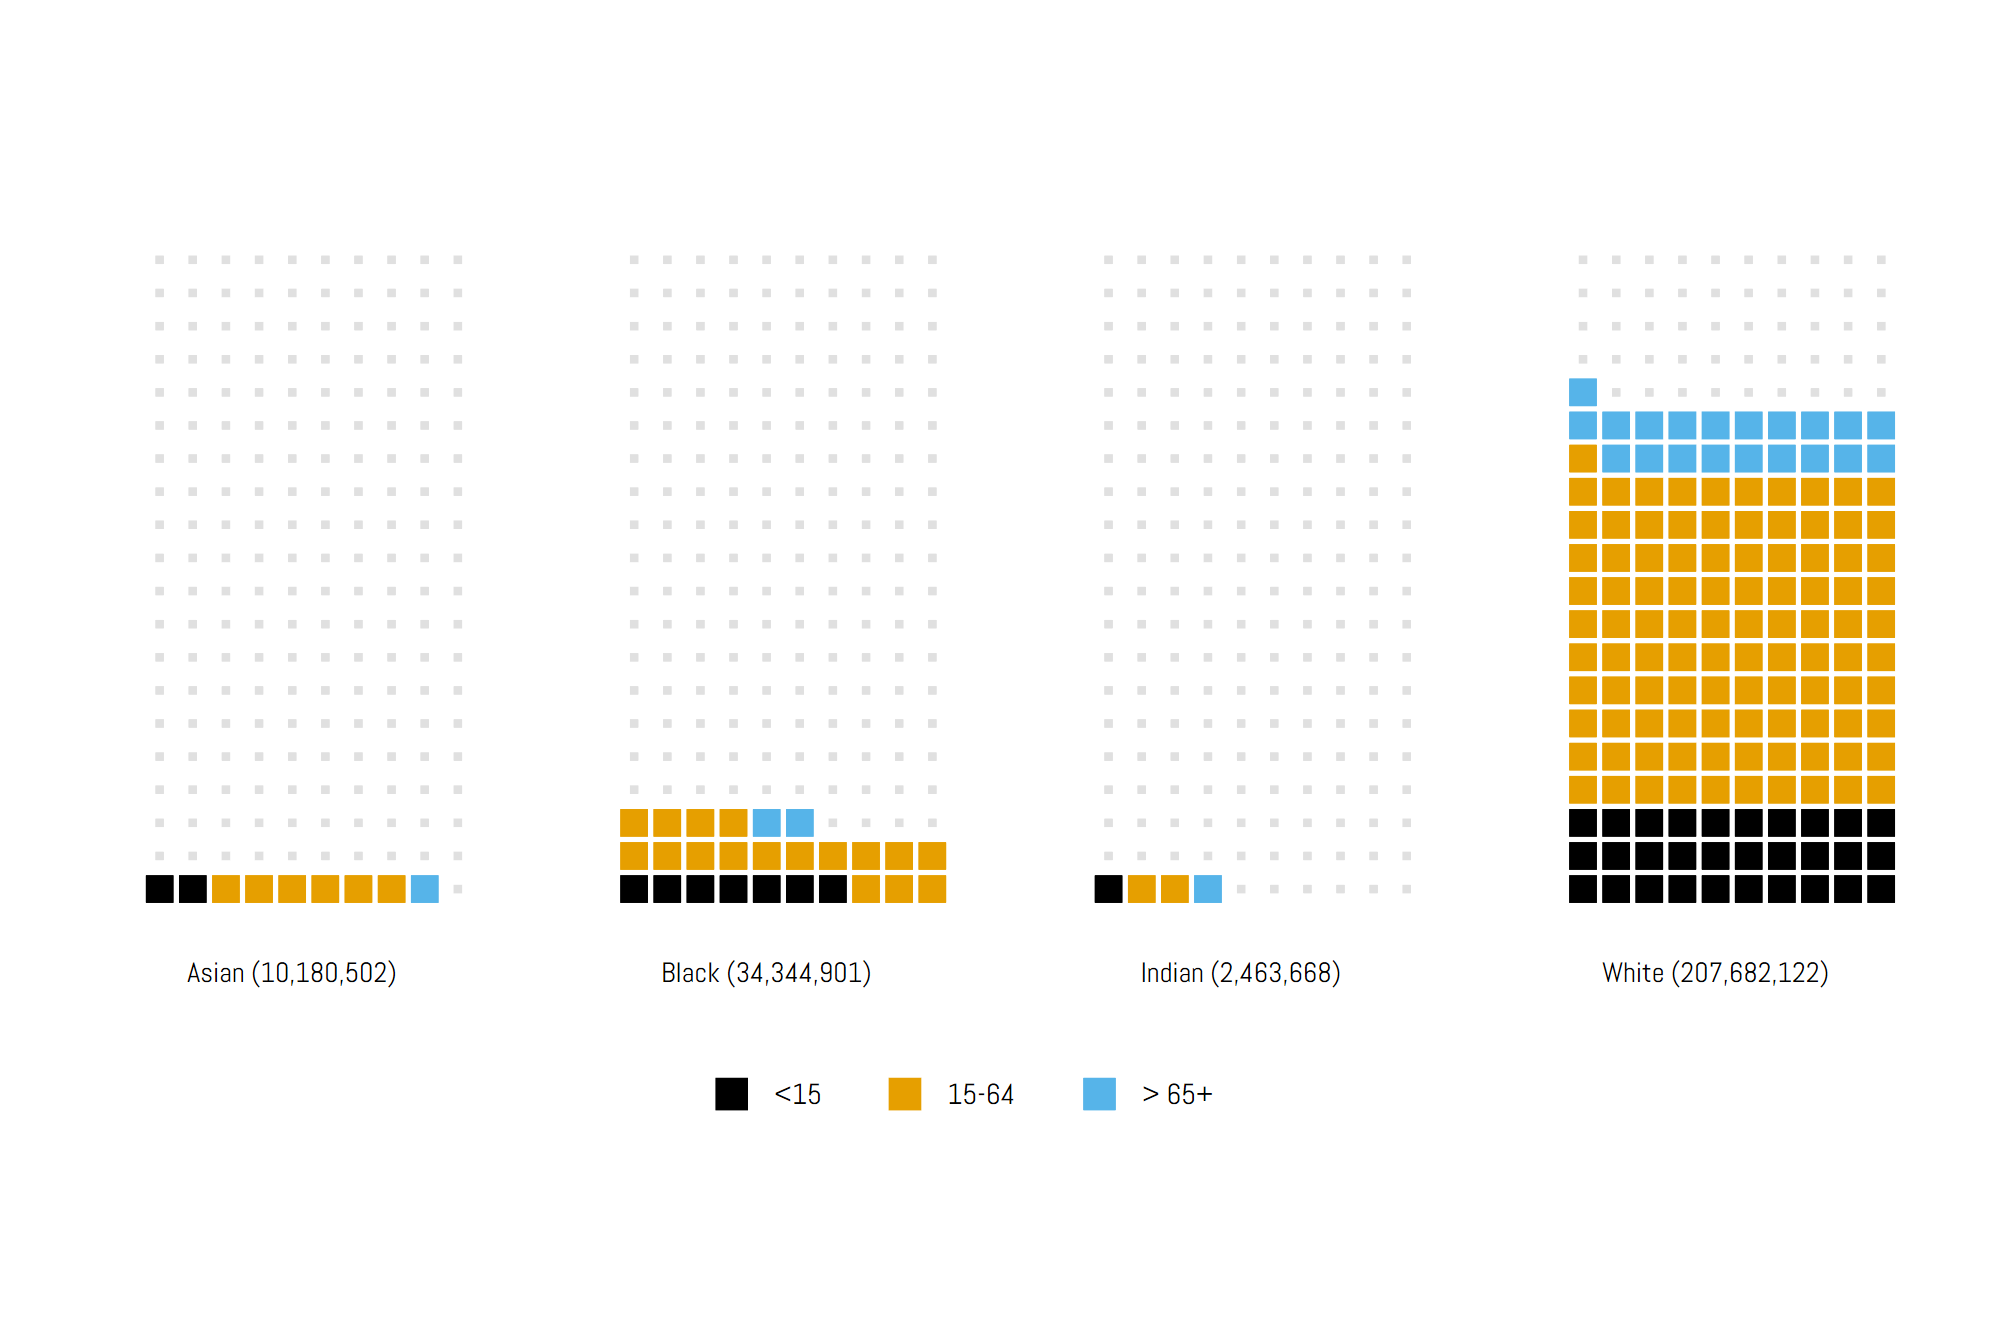 Asian (10,180,502)
Black (34,344,901)
Indian (2,463,668)
White (207,682,122)
<15
15-64
> 65+